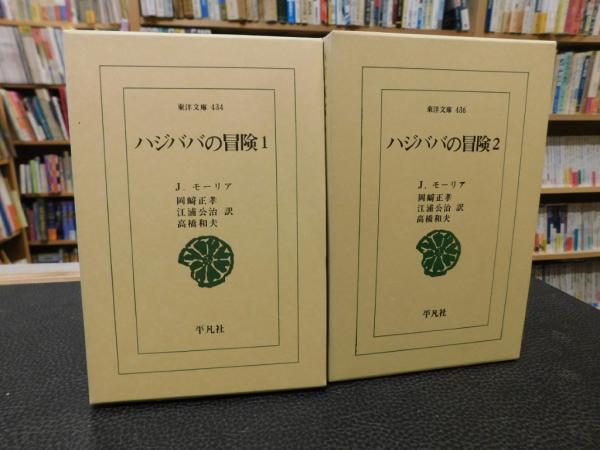 東洋文庫 434
ハジババの冒険1
J. モーリア
岡﨑正孝
江浦公治 訳
高橋和夫
平凡社
東洋文庫 436
ハジババの冒険2
J. モーリア
岡﨑正孝
江浦公治 訳
高橋和夫
平凡社